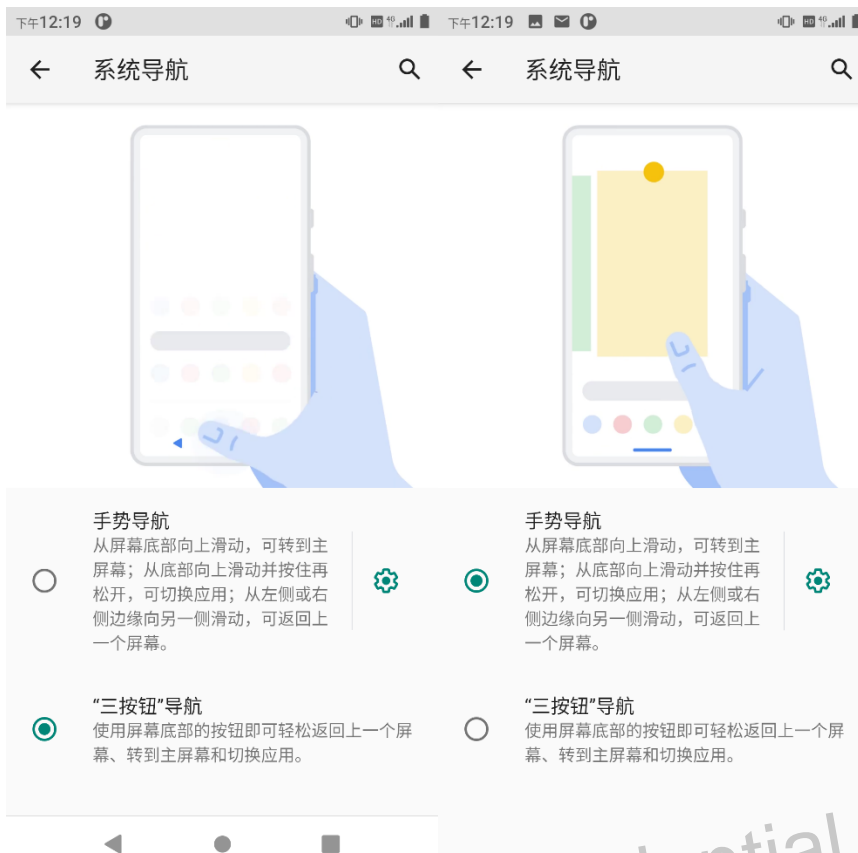 下午12:19
HD 4G
系统导航
手势导航
从屏幕底部向上滑动，可转到主
屏幕；从底部向上滑动并按住再
松开，可切换应用；从左侧或右
侧边缘向另一侧滑动，可返回上
一个屏幕。
“三按钮”导航
使用屏幕底部的按钮即可轻松返回上一个屏
幕、转到主屏幕和切换应用。
下午12:19
HD 4G
系统导航
手势导航
从屏幕底部向上滑动，可转到主
屏幕；从底部向上滑动并按住再
松开，可切换应用；从左侧或右
侧边缘向另一侧滑动，可返回上
一个屏幕。
“三按钮”导航
使用屏幕底部的按钮即可轻松返回上一个屏
幕、转到主屏幕和切换应用。